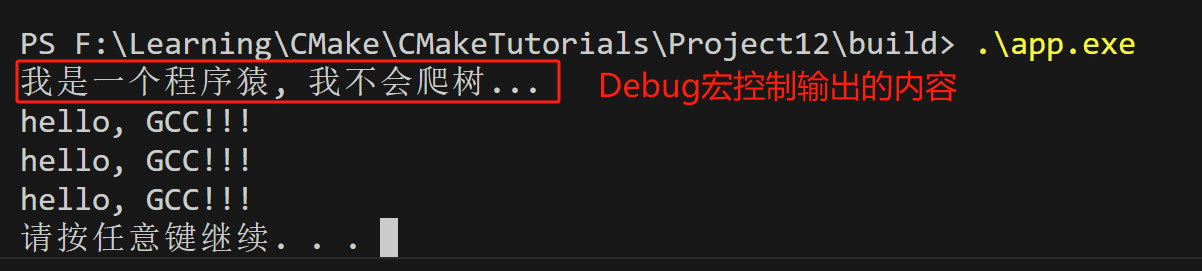 PS F:\Learning\CMake\CMakeTutorials\Project12\build> .\app.exe
我是一个程序猿, 我不会爬树... Debug宏控制输出的内容
hello, GCC!!!
hello, GCC!!!
hello, GCC!!!
请按任意键继续. . .